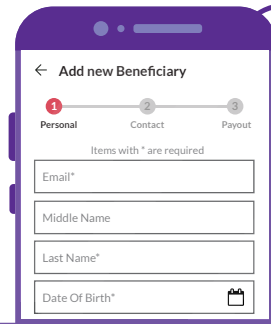 ← Add new Beneficiary
1 2 3
Personal Contact Payout
Items with * are required
Email*
Middle Name
Last Name*
Date Of Birth*